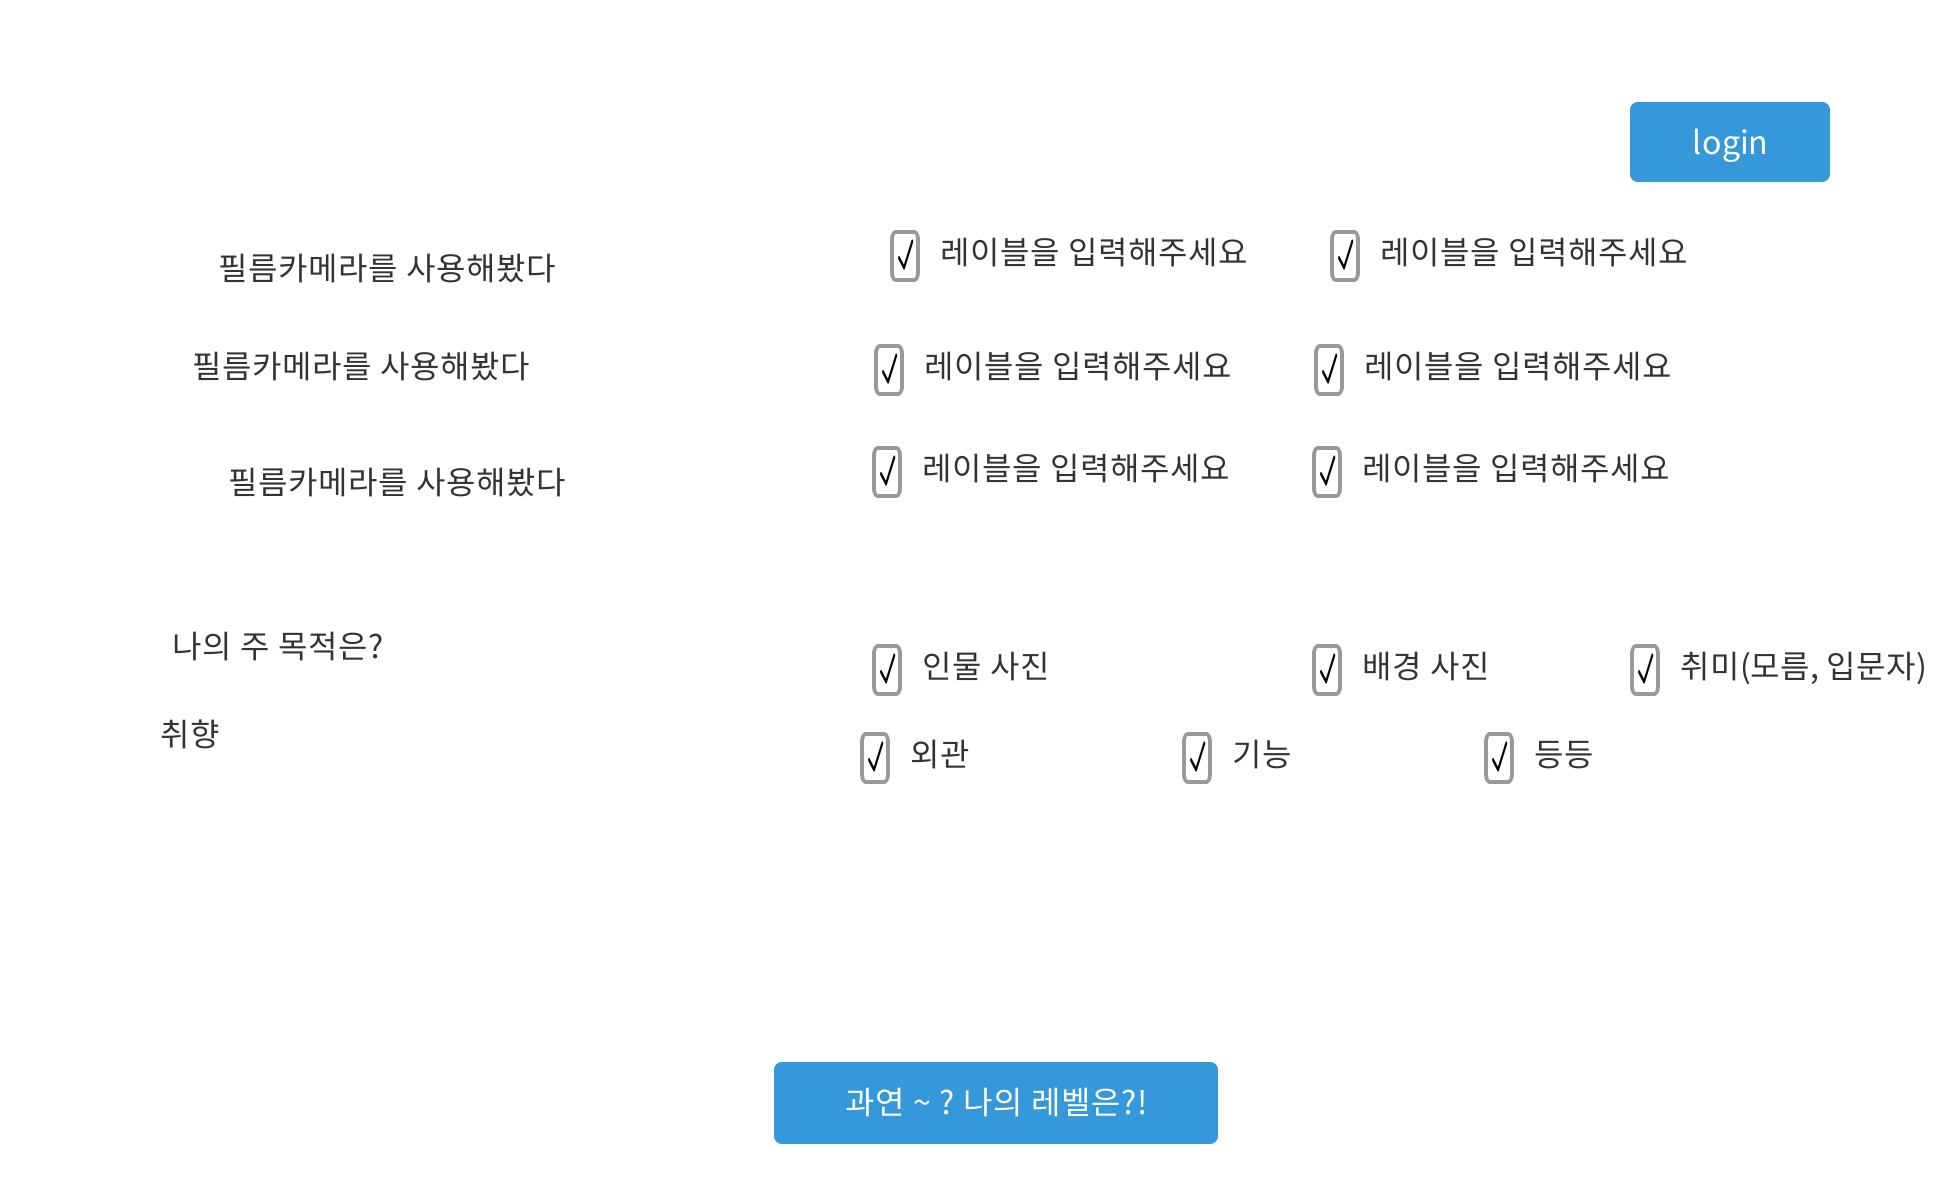 login
필름카메라를 사용해봤다 레이블을 입력해주세요 레이블을 입력해주세요
필름카메라를 사용해봤다 레이블을 입력해주세요 레이블을 입력해주세요
필름카메라를 사용해봤다 레이블을 입력해주세요 레이블을 입력해주세요
나의 주 목적은? 인물 사진 배경 사진 취미(모름, 입문자)
취향 외관 기능 등등
과연 ~ ? 나의 레벨은?!